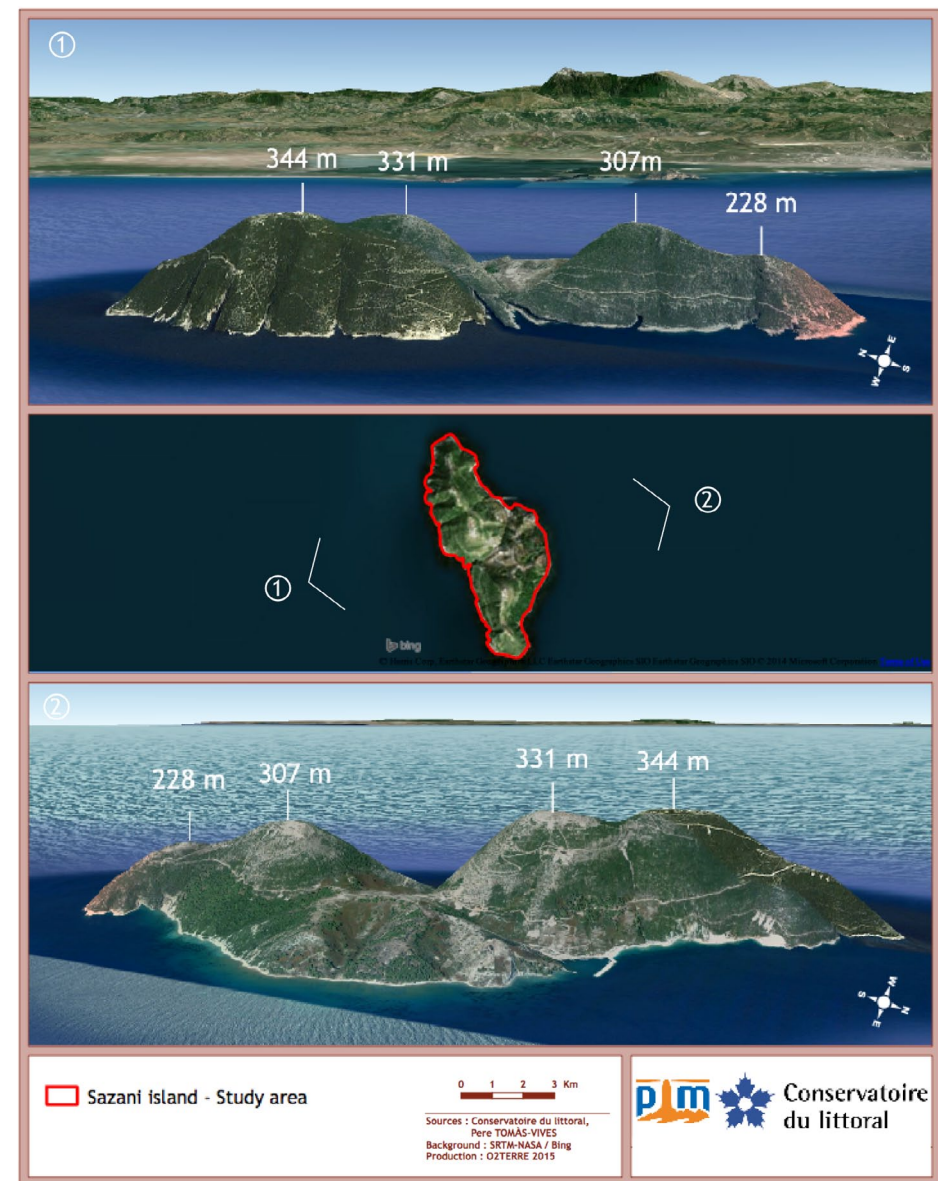 ①
344 m
331 m
307m
228 m
N
E
W
S
②
①
bing
②
228 m
307 m
331 m
344 m
W
S
N
E
Sazani island - Study area
0 1 2 3 Km
Sources : Conservatoire du littoral,
Pere TOMÀS-VIVES
Background : SRTM-NASA / Bing
Production : O2TERRE 2015
Conservatoire
du littoral